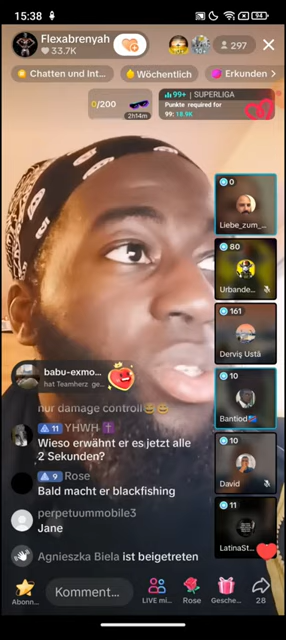 15:38
94
Flexabrenyah
33.7K
297
Chatten und Int...
Wöchentlich
Erkunden
0/200
2h14m
99+ | SUPERLIGA
Punkte required for
99: 18.9K
0
Liebe_zum_...
80
Urbande...
161
Derviş Ustā
10
Bantiod
10
David
11
LatinaSt...
babu-exmo...
hat Teamherz ge...
nur damage controll😂😂
11 YHWH ✝️
Wieso erwähnt er es jetzt alle
2 Sekunden?
9 Rose
Bald macht er blackfishing
perpetuummobile3
Jane
Agnieszka Biela ist beigetreten
Abonn...
Komment...
LIVE mi...
Rose
Gesche...
28